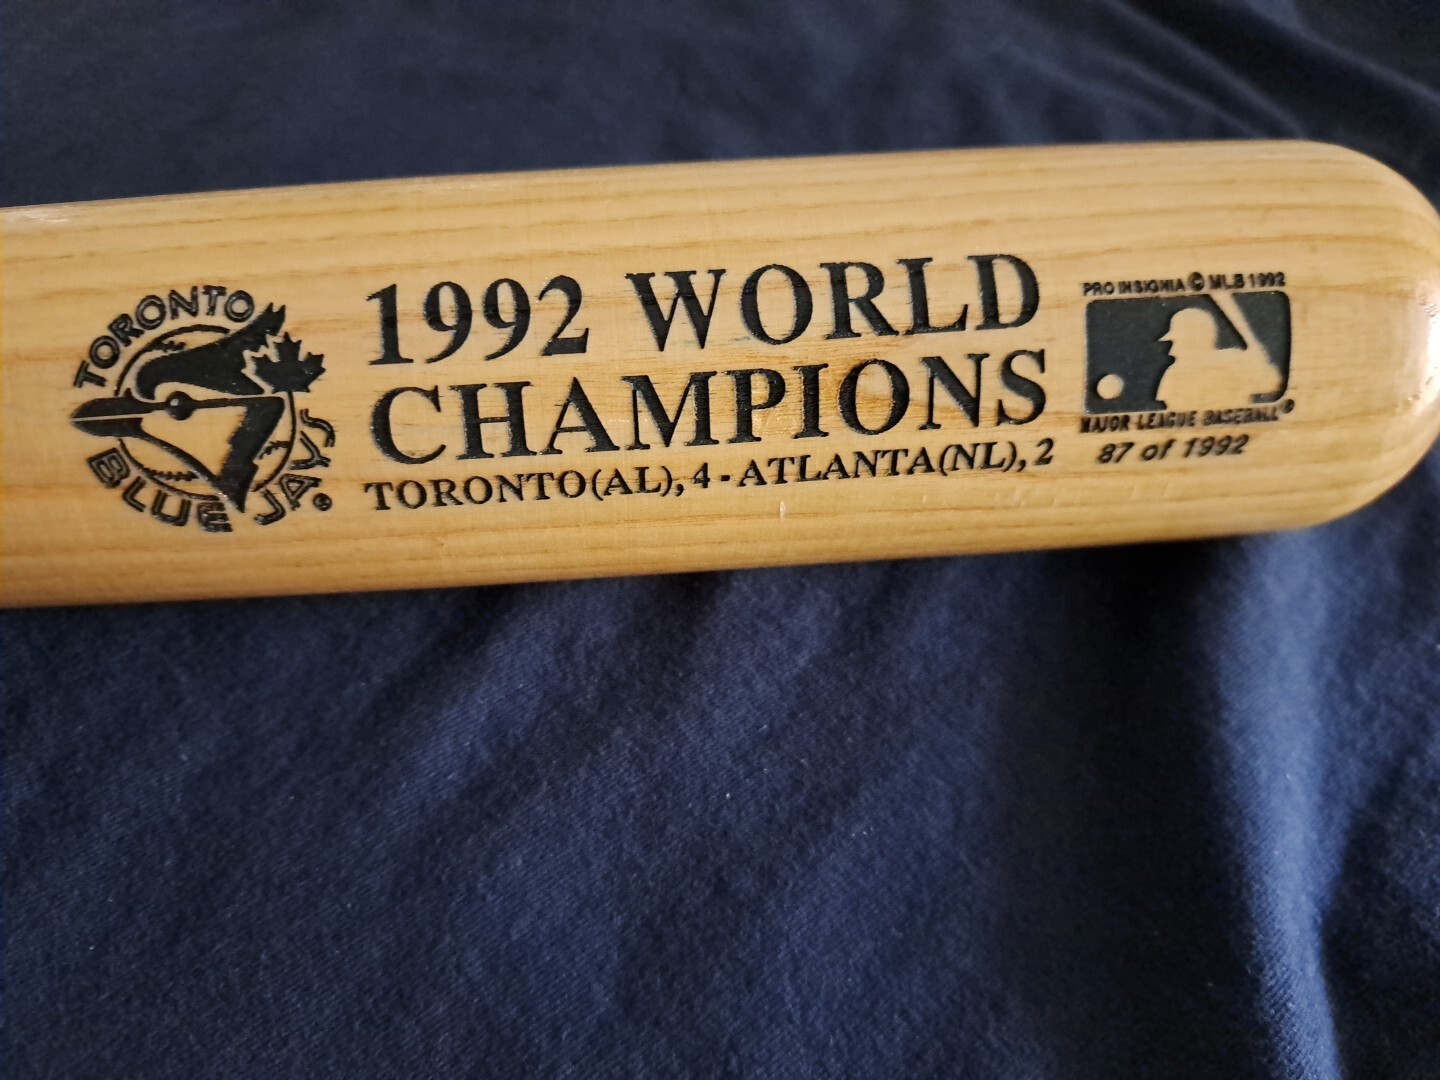 TORONTO
BLUE JAYS®
1992 WORLD
CHAMPIONS
TORONTO(AL), 4 - ATLANTA(NL), 2
PRO INSIGNIA © MLB 1992
MAJOR LEAGUE BASEBALL®
87 of 1992